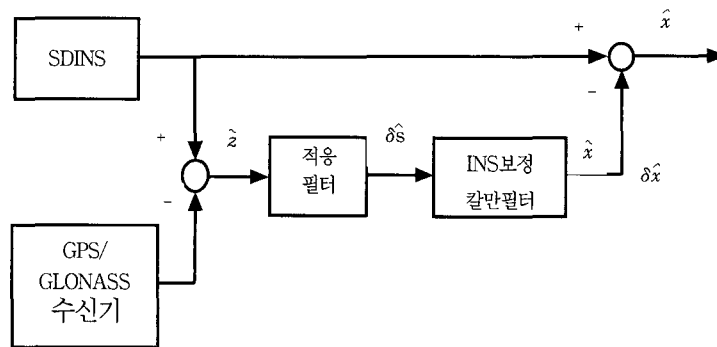 SDINS
+
x̂
−
+
ẑ
적응
필터
δŝ
INS보정
칼만필터
x̂
δx̂
−
GPS/
GLONASS
수신기